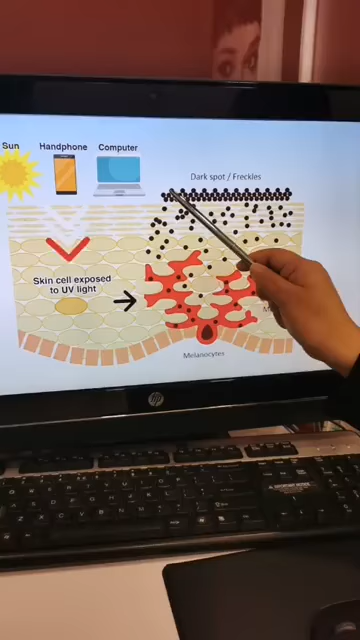 Sun Handphone Computer
Dark spot / Freckles
Skin cell exposed
to UV light
Melanocytes
hp